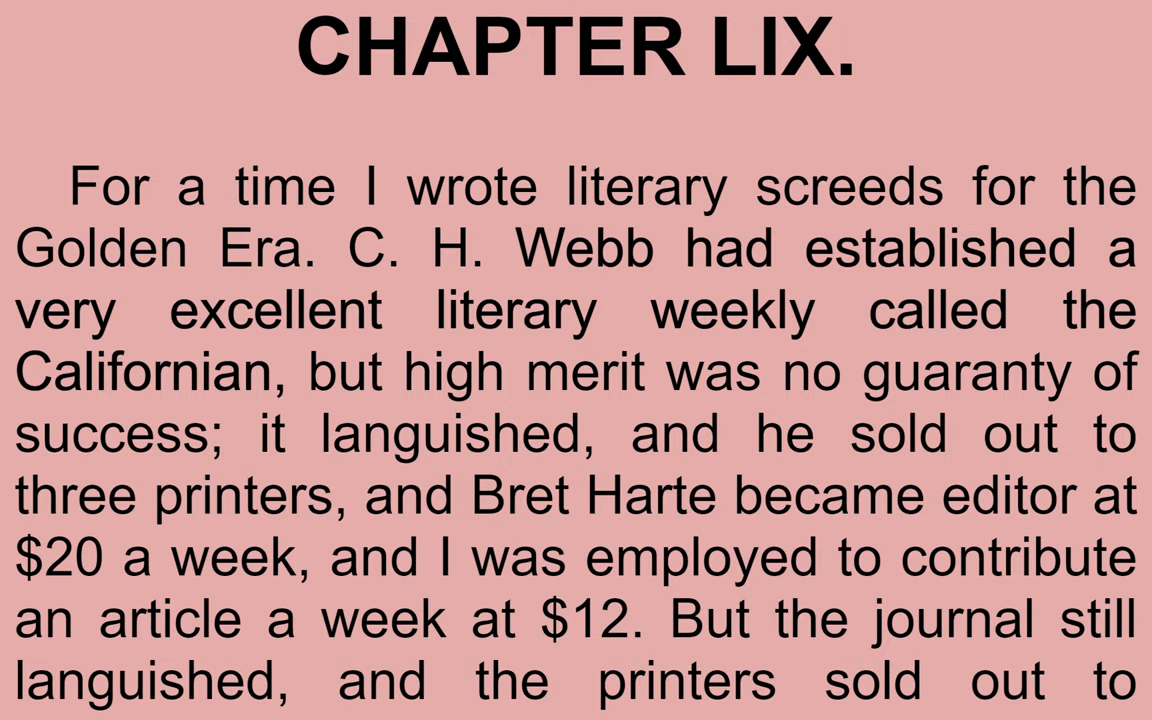 CHAPTER LIX.
For a time I wrote literary screeds for the
Golden Era. C. H. Webb had established a
very excellent literary weekly called the
Californian, but high merit was no guaranty of
success; it languished, and he sold out to
three printers, and Bret Harte became editor at
$20 a week, and I was employed to contribute
an article a week at $12. But the journal still
languished, and the printers sold out to